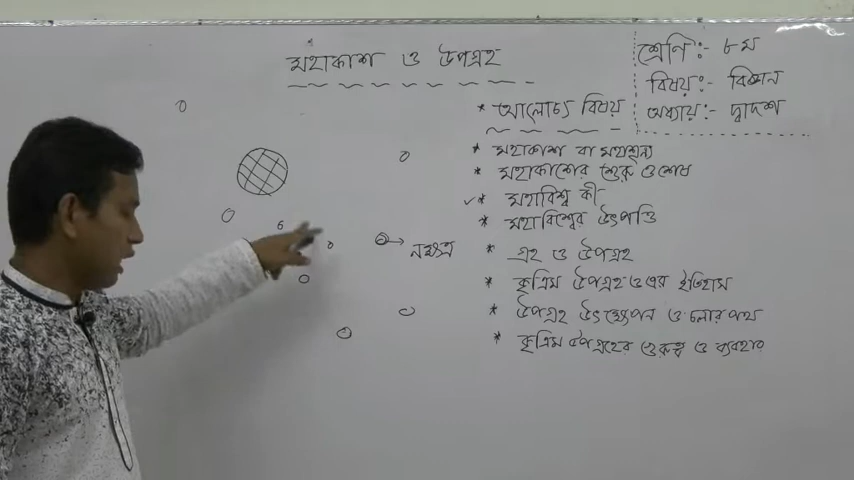 মহাকাশ ও উপগ্রহ
শ্রেণি:- ৮ম
বিষয়:- বিজ্ঞান
অধ্যায়:- দ্বাদশ
* আলোচ্য বিষয়
* মহাকাশ বা মহাশূন্য
* মহাকাশের শুরু ও শেষ
✓* মহাবিশ্ব কী
* মহাবিশ্বের উৎপত্তি
নক্ষত্র
* গ্রহ ও উপগ্রহ
* কৃত্রিম উপগ্রহ ও এর ইতিহাস
* উপগ্রহ উৎক্ষেপন ও চলার পথ
* কৃত্রিম উপগ্রহের গুরুত্ব ও ব্যবহার